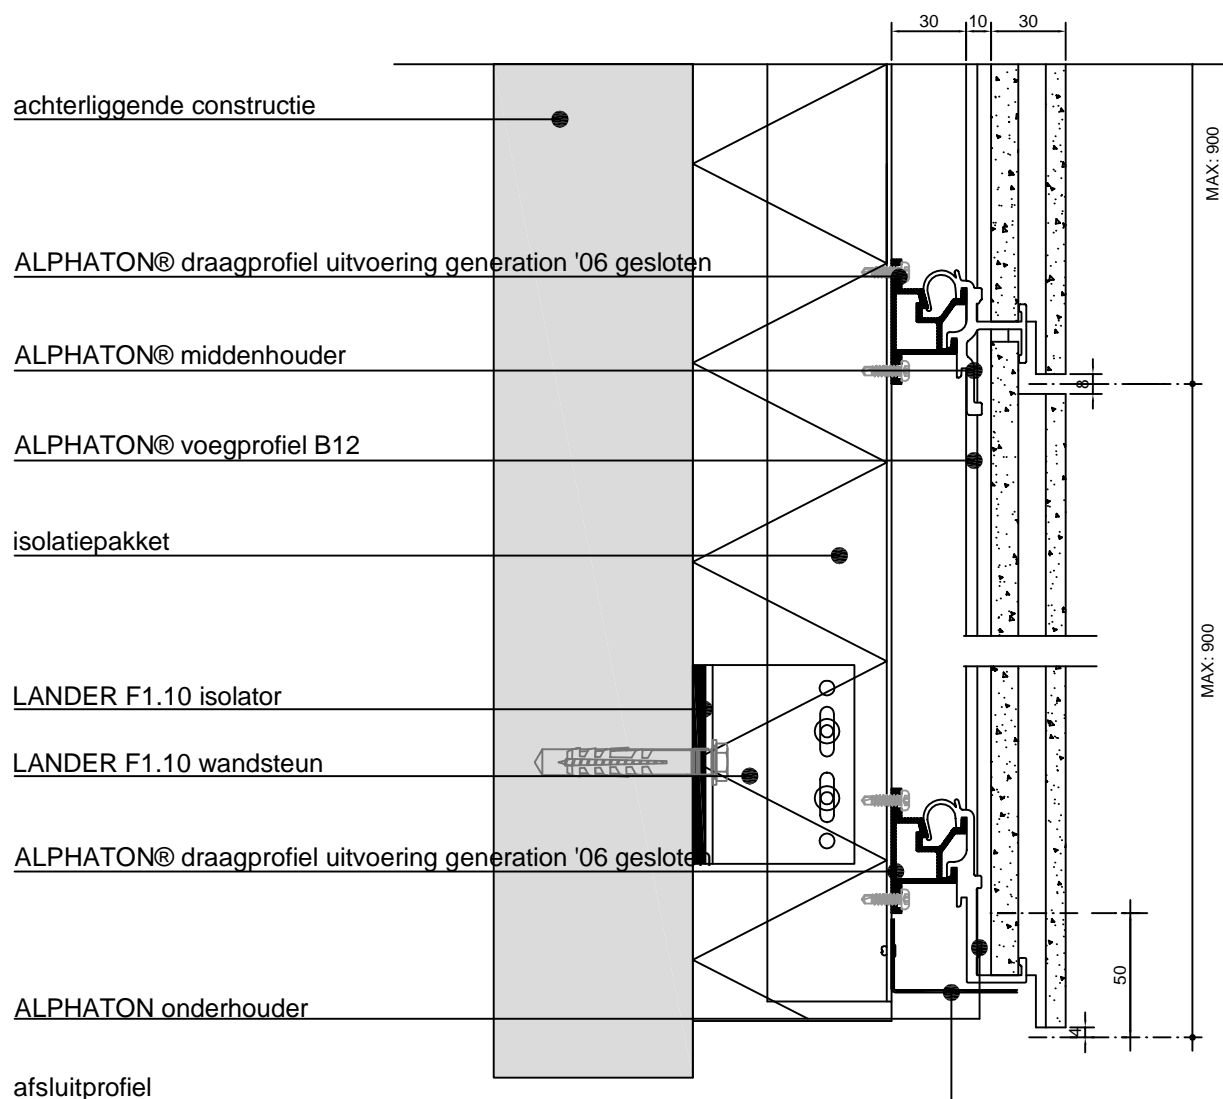 30 10 30
achterliggende constructie
MAX: 900
ALPHATON® draagprofiel uitvoering generation '06 gesloten
ALPHATON® middenhouder
8
ALPHATON® voegprofiel B12
isolatiepakket
MAX: 900
LANDER F1.10 isolator
LANDER F1.10 wandsteun
ALPHATON® draagprofiel uitvoering generation '06 gesloten
50
ALPHATON onderhouder
4
afsluitprofiel